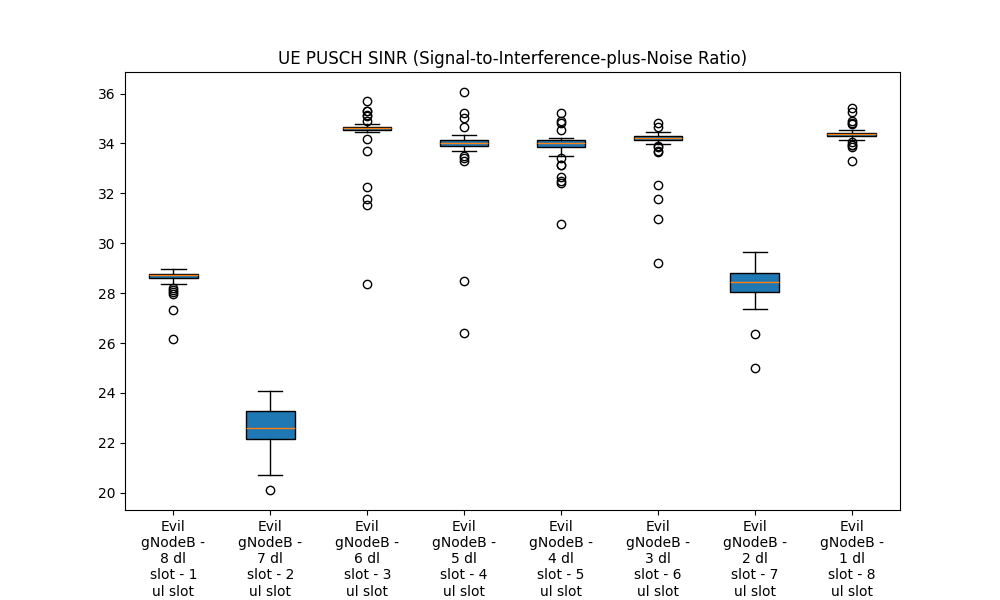 UE PUSCH SINR (Signal-to-Interference-plus-Noise Ratio)
36
34
32
30
28
26
24
22
20
Evil gNodeB - 8 dl slot - 1 ul slot
Evil gNodeB - 7 dl slot - 2 ul slot
Evil gNodeB - 6 dl slot - 3 ul slot
Evil gNodeB - 5 dl slot - 4 ul slot
Evil gNodeB - 4 dl slot - 5 ul slot
Evil gNodeB - 3 dl slot - 6 ul slot
Evil gNodeB - 2 dl slot - 7 ul slot
Evil gNodeB - 1 dl slot - 8 ul slot